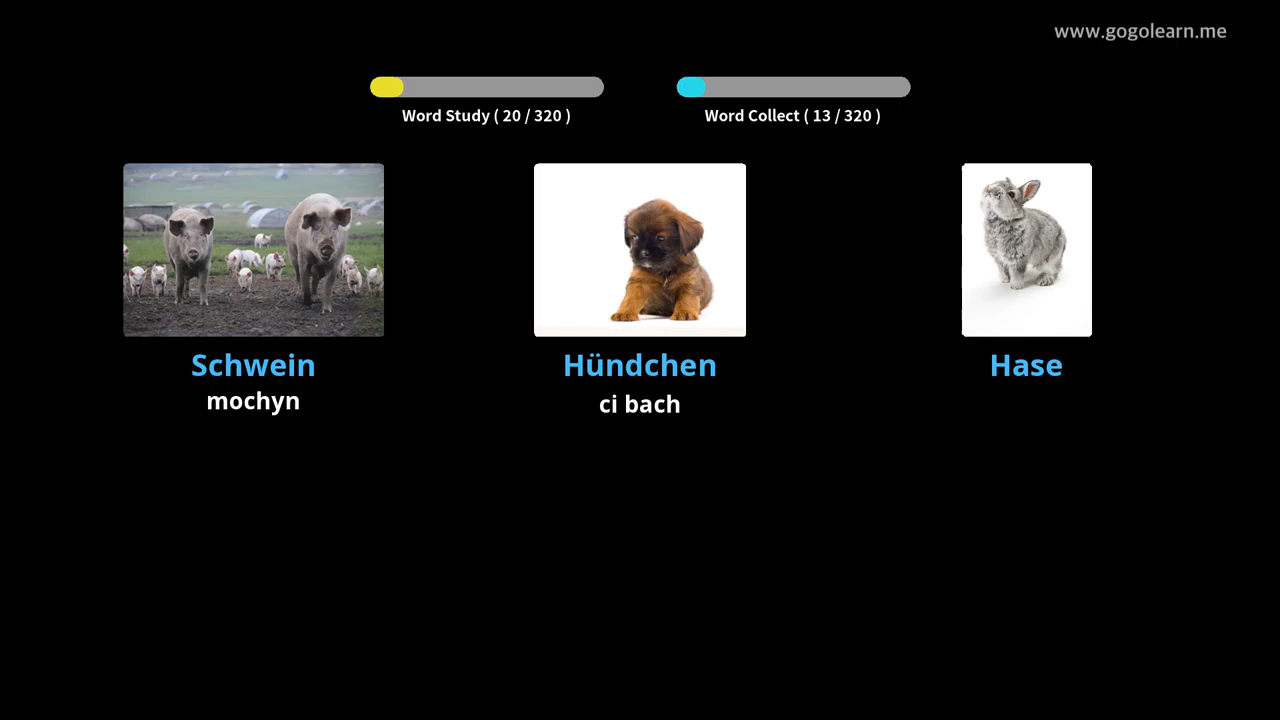 www.gogolearn.me
Word Study ( 20 / 320 )
Word Collect ( 13 / 320 )
Schwein
Hündchen
Hase
mochyn
ci bach